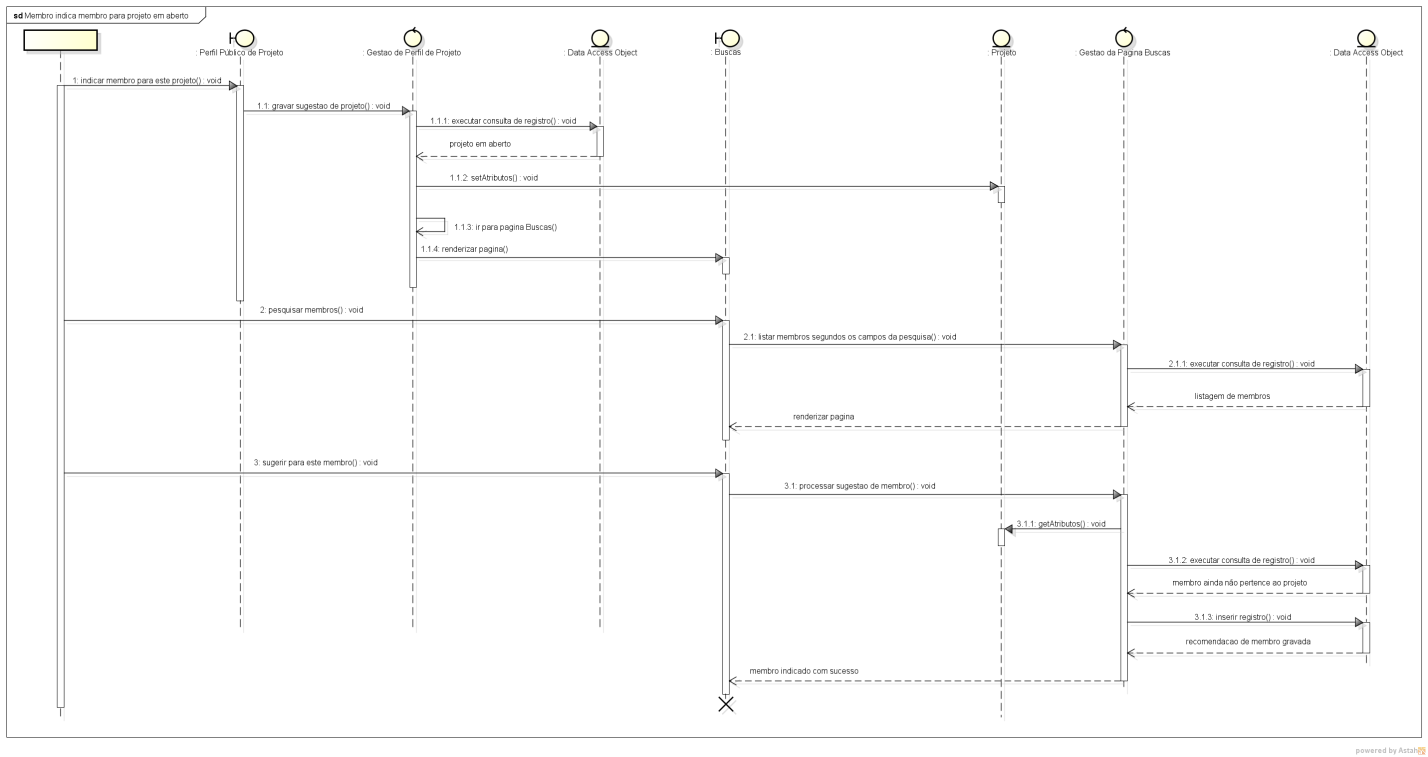 sd Membro indica membro para projeto em aberto
: Perfil Público de Projeto
: Gestao de Perfil de Projeto
: Data Access Object
: Buscas
: Projeto
: Gestao da Pagina Buscas
: Data Access Object
1: indicar membro para este projeto() : void
1.1: gravar sugestao de projeto() : void
1.1.1: executar consulta de registro() : void
projeto em aberto
1.1.2: setAtributos() : void
1.1.3: ir para pagina Buscas()
1.1.4: renderizar pagina()
2: pesquisar membros() : void
2.1: listar membros segundos os campos da pesquisa() : void
2.1.1: executar consulta de registro() : void
listagem de membros
renderizar pagina
3: sugerir para este membro() : void
3.1: processar sugestao de membro() : void
3.1.1: getAtributos() : void
3.1.2: executar consulta de registro() : void
membro ainda não pertence ao projeto
3.1.3: inserir registro() : void
recomendacao de membro gravada
membro indicado com sucesso
powered by Astah